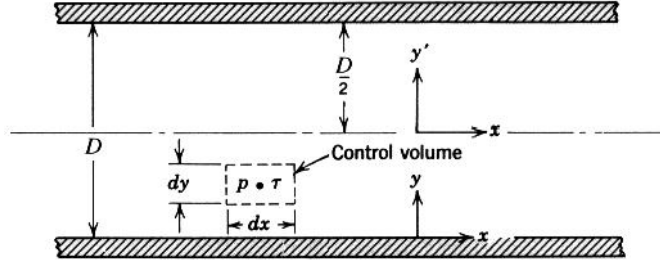 D
D/2
y'
x
Control volume
dy
p • τ
y
dx
x